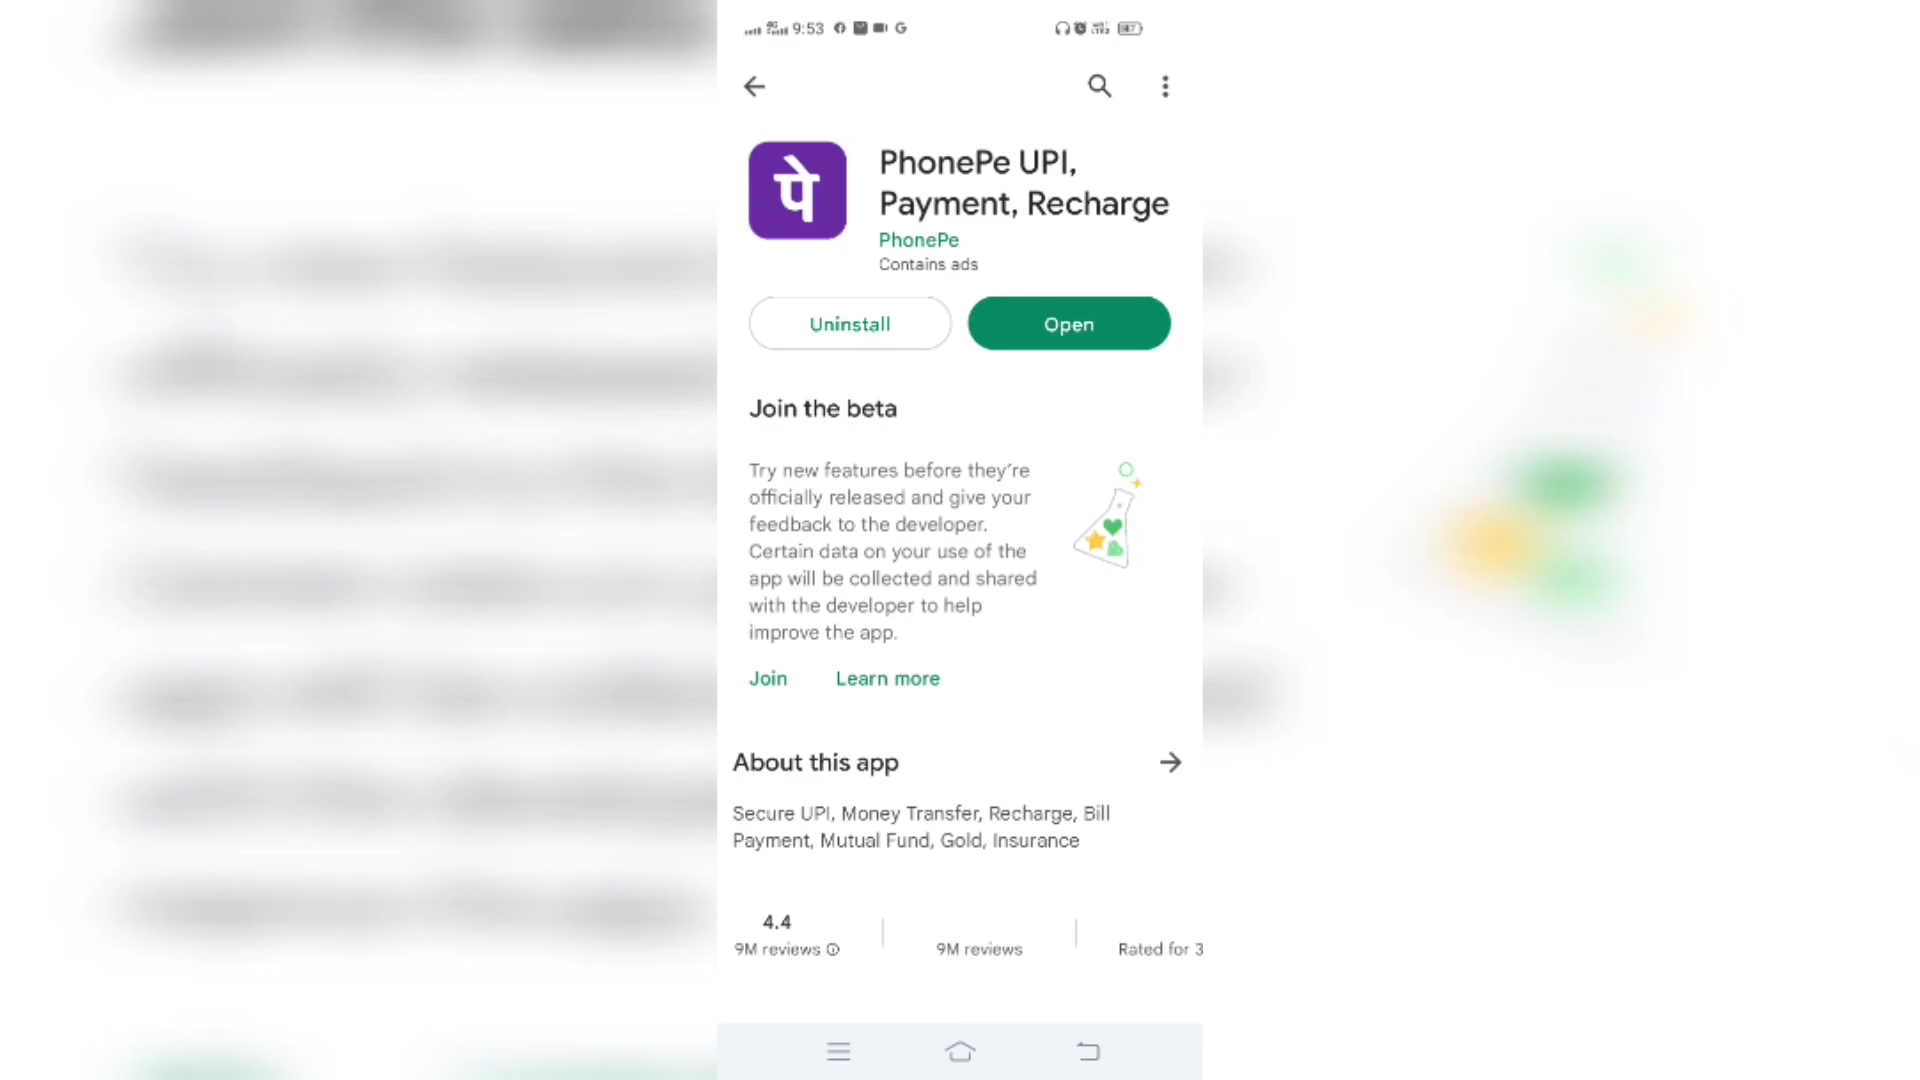 9:53
पे
PhonePe UPI,
Payment, Recharge
PhonePe
Contains ads
Uninstall
Open
Join the beta
Try new features before they're
officially released and give your
feedback to the developer.
Certain data on your use of the
app will be collected and shared
with the developer to help
improve the app.
Join
Learn more
About this app
Secure UPI, Money Transfer, Recharge, Bill
Payment, Mutual Fund, Gold, Insurance
4.4
9M reviews
9M reviews
Rated for 3